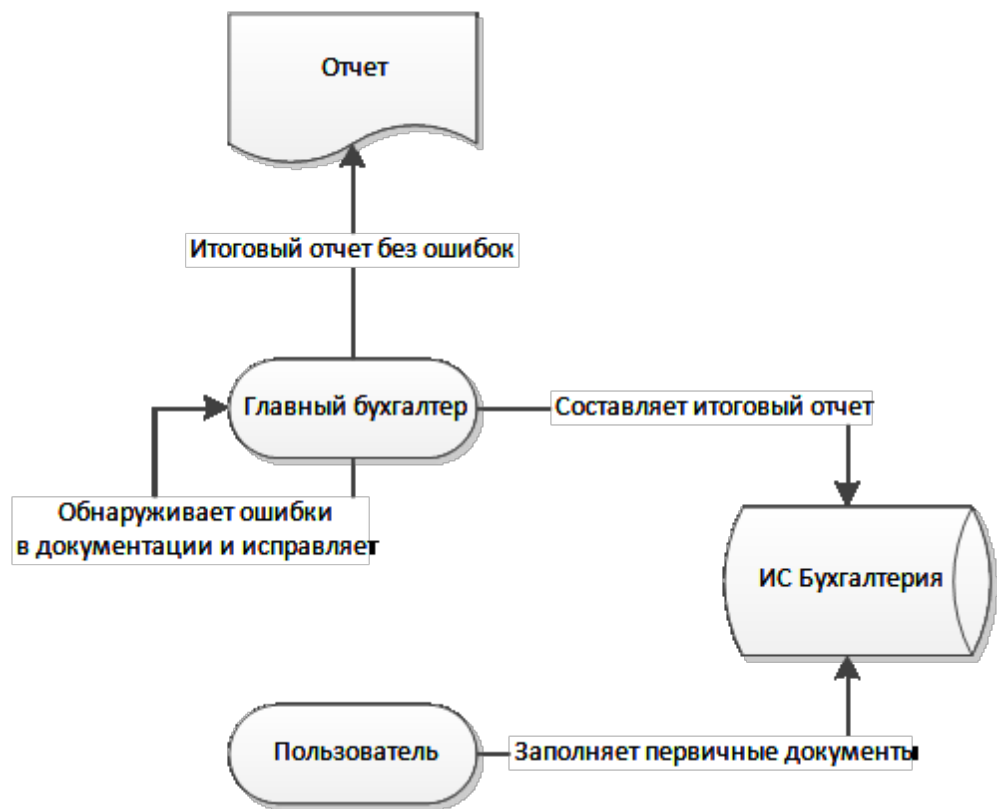 Отчет
Итоговый отчет без ошибок
Главный бухгалтер
Составляет итоговый отчет
Обнаруживает ошибки
в документации и исправляет
ИС Бухгалтерия
Пользователь
Заполняет первичные документы